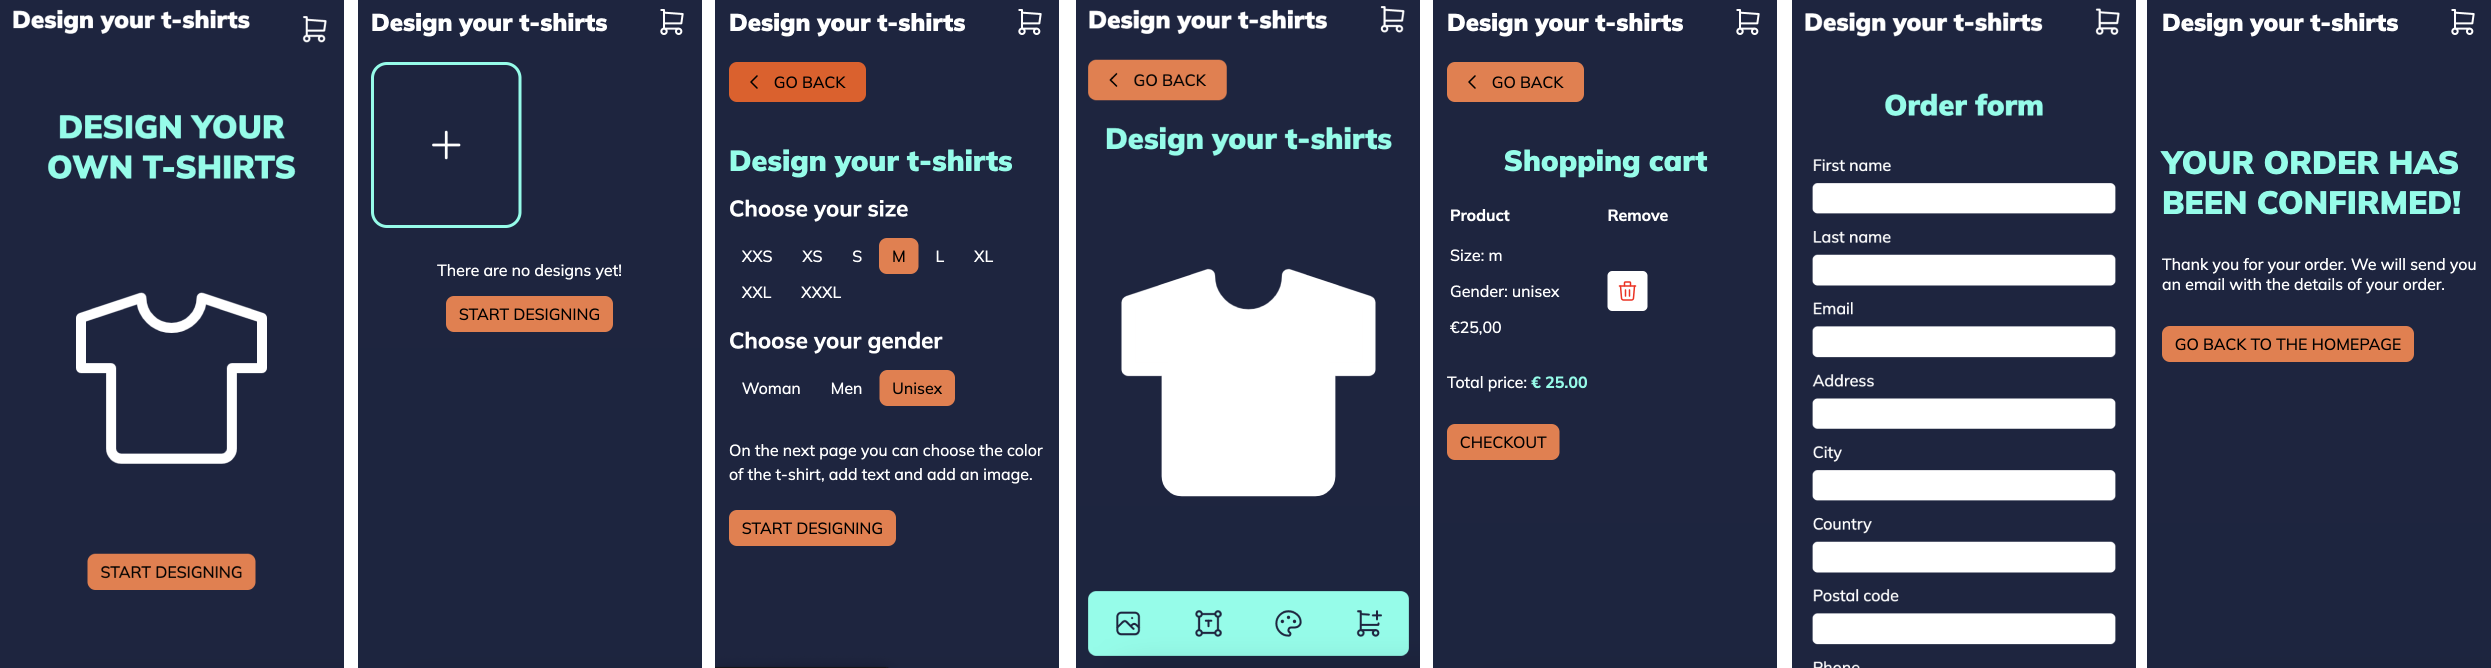 Design your t-shirts
DESIGN YOUR
OWN T-SHIRTS
START DESIGNING
Design your t-shirts
There are no designs yet!
START DESIGNING
Design your t-shirts
GO BACK
Design your t-shirts
Choose your size
XXS XS S M L XL
XXL XXXL
Choose your gender
Woman Men Unisex
On the next page you can choose the color
of the t-shirt, add text and add an image.
START DESIGNING
Design your t-shirts
GO BACK
Design your t-shirts
T
Design your t-shirts
GO BACK
Shopping cart
Product Remove
Size: m
Gender: unisex
€25,00
Total price: € 25.00
CHECKOUT
Design your t-shirts
Order form
First name
Last name
Email
Address
City
Country
Postal code
Phone
Design your t-shirts
YOUR ORDER HAS
BEEN CONFIRMED!
Thank you for your order. We will send you
an email with the details of your order.
GO BACK TO THE HOMEPAGE